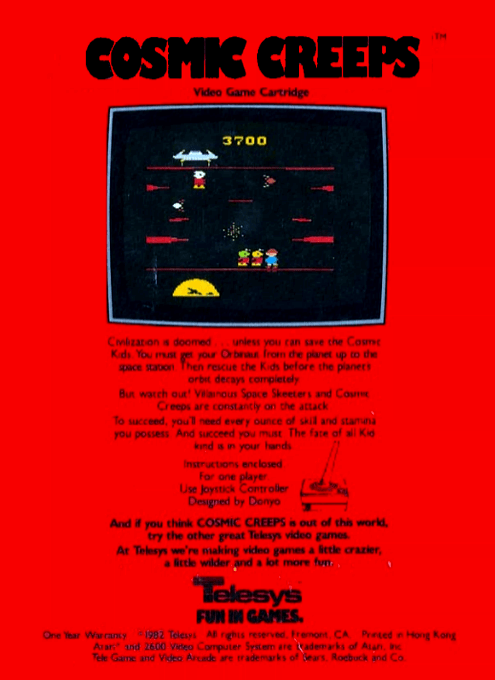 TM
COSMIC CREEPS
Video Game Cartridge
3700
Civilization is doomed ... unless you can save the Cosmic
Kids. You must get your Orbinaut from the planet up to the
space station. Then rescue the Kids before the planet's
orbit decays completely.
But watch out! Villainous Space Skeeters and Cosmic
Creeps are constantly on the attack.
To succeed, you'll need every ounce of skill and stamina
you possess. And succeed you must. The fate of all Kid
kind is in your hands.
Instructions enclosed
For one player
Use Joystick Controller
Designed by Donyo
And if you think COSMIC CREEPS is out of this world,
try the other great Telesys video games.
At Telesys we're making video games a little crazier,
a little wilder and a lot more fun.
Telesys
FUN IN GAMES.
One Year Warranty ©1982 Telesys. All rights reserved, Fremont, CA. Printed in Hong Kong
Atari® and 2600 Video Computer System are trademarks of Atari, Inc.
Tele Game and Video Arcade are trademarks of Sears, Roebuck and Co.